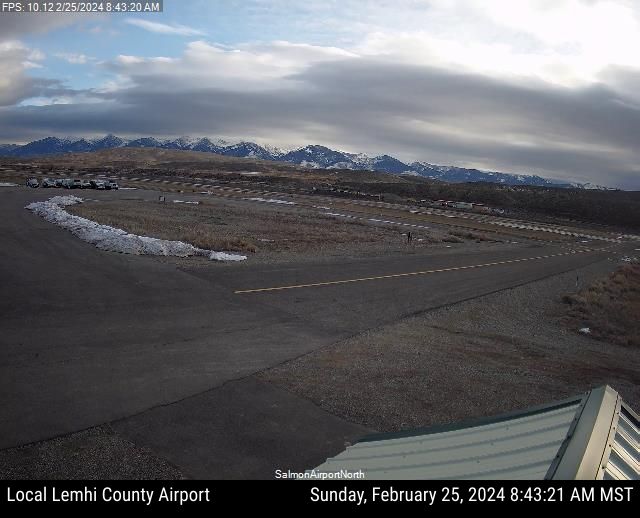 FPS: 10.12 2/25/2024 8:43:20 AM
SalmonAirportNorth
Local Lemhi County Airport
Sunday, February 25, 2024 8:43:21 AM MST